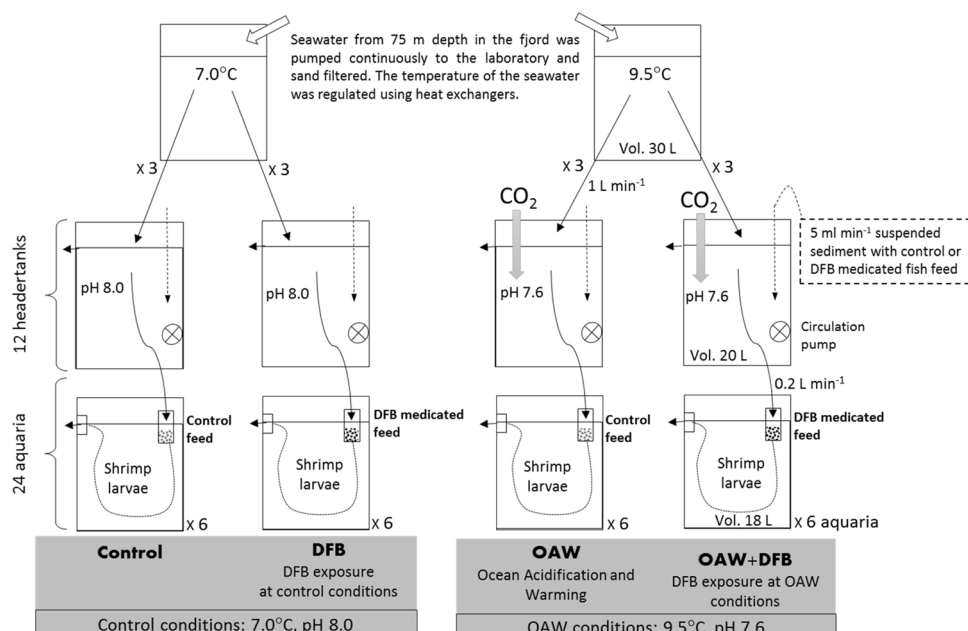 Seawater from 75 m depth in the fjord was
pumped continuously to the laboratory and
sand filtered. The temperature of the seawater
was regulated using heat exchangers.
7.0°C
9.5°C
Vol. 30 L
X 3
X 3
X 3
X 3
1 L min⁻¹
CO₂
CO₂
12 headertanks
pH 8.0
pH 8.0
pH 7.6
pH 7.6
5 ml min⁻¹ suspended
sediment with control or
DFB medicated fish feed
Circulation
pump
Vol. 20 L
0.2 L min⁻¹
24 aquaria
Control
feed
DFB medicated
feed
Control
feed
DFB medicated
feed
Shrimp
larvae
Shrimp
larvae
Shrimp
larvae
Shrimp
larvae
Vol. 18 L
X 6
X 6
X 6
X 6 aquaria
Control
DFB
DFB exposure
at control conditions
OAW
Ocean Acidification and
Warming
OAW+DFB
DFB exposure at OAW
conditions
Control conditions: 7.0°C, pH 8.0
OAW conditions: 9.5°C, pH 7.6